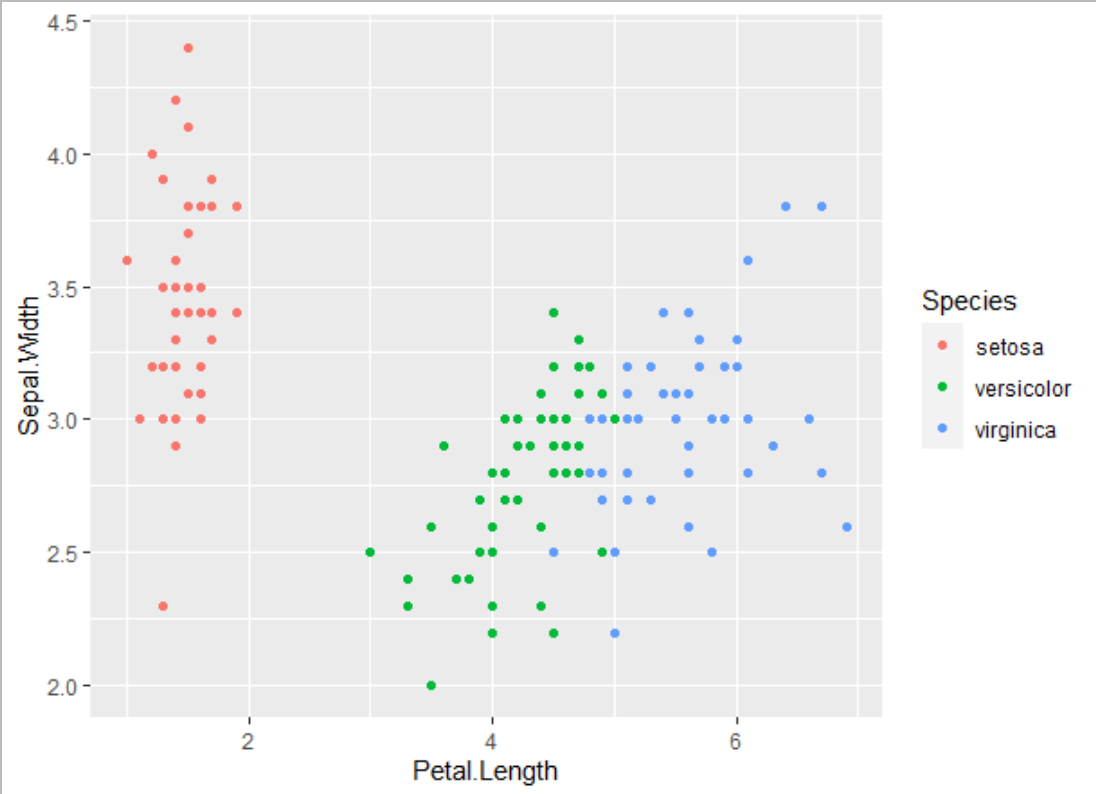 4.5
4.0
3.5
3.0
2.5
2.0
Sepal.Width
2 4 6
Petal.Length
Species
setosa
versicolor
virginica